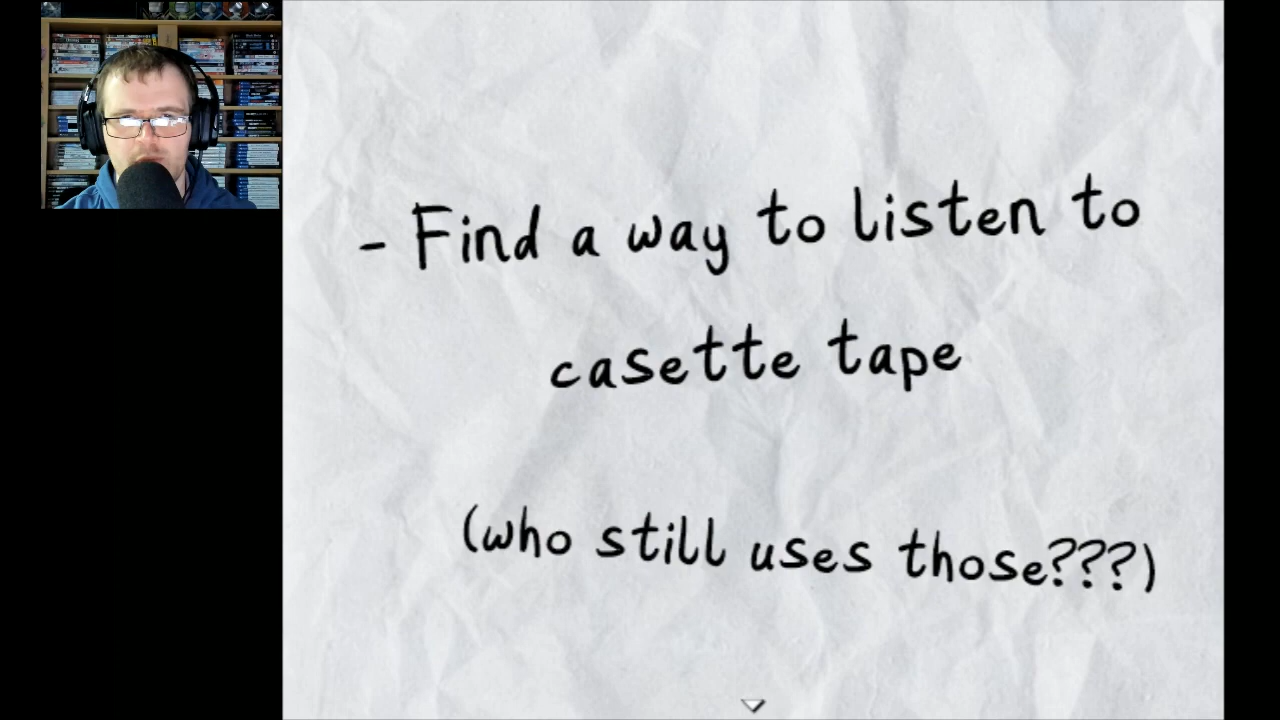 - Find a way to listen to
casette tape
(who still uses those???)